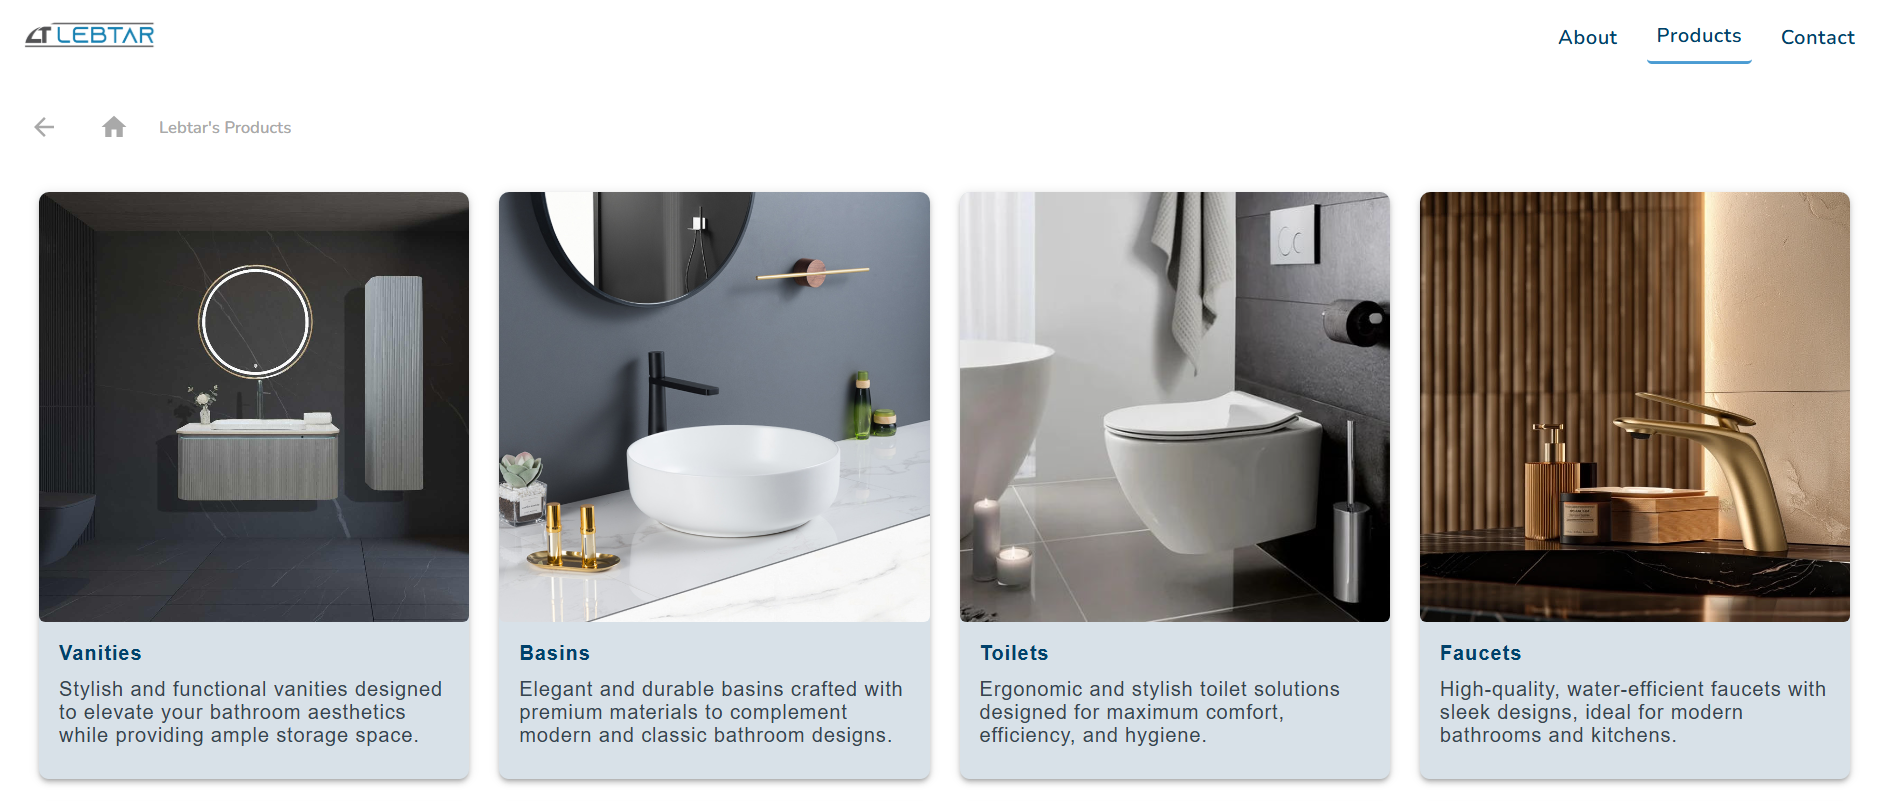 LT LEBTAR
About
Products
Contact
Lebtar's Products
Vanities
Stylish and functional vanities designed
to elevate your bathroom aesthetics
while providing ample storage space.
Basins
Elegant and durable basins crafted with
premium materials to complement
modern and classic bathroom designs.
Toilets
Ergonomic and stylish toilet solutions
designed for maximum comfort,
efficiency, and hygiene.
Faucets
High-quality, water-efficient faucets with
sleek designs, ideal for modern
bathrooms and kitchens.